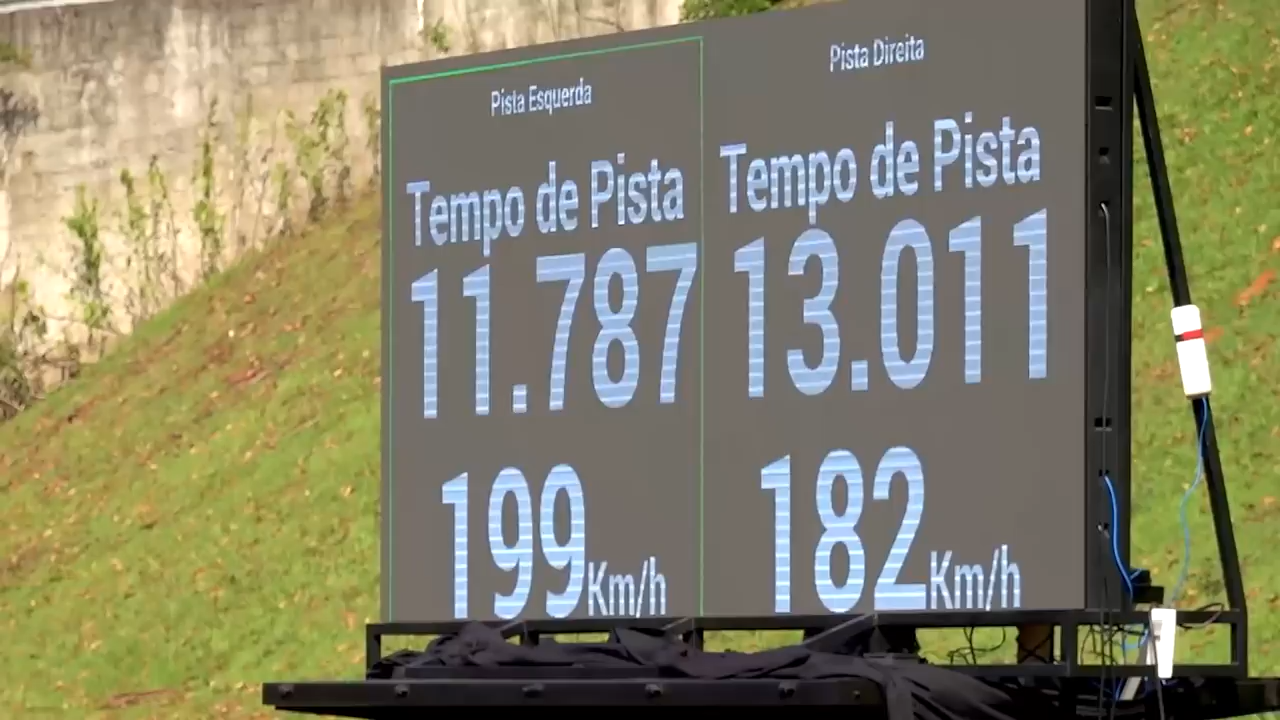 Pista Esquerda
Tempo de Pista
11.787
199Km/h
Pista Direita
Tempo de Pista
13.011
182Km/h